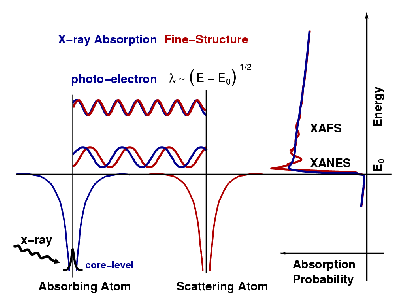 X-ray Absorption Fine-Structure
photo-electron λ ~ (E - E₀)^1/2
XAFS
XANES
Energy
E₀
x-ray
core-level
Absorbing Atom
Scattering Atom
Absorption
Probability